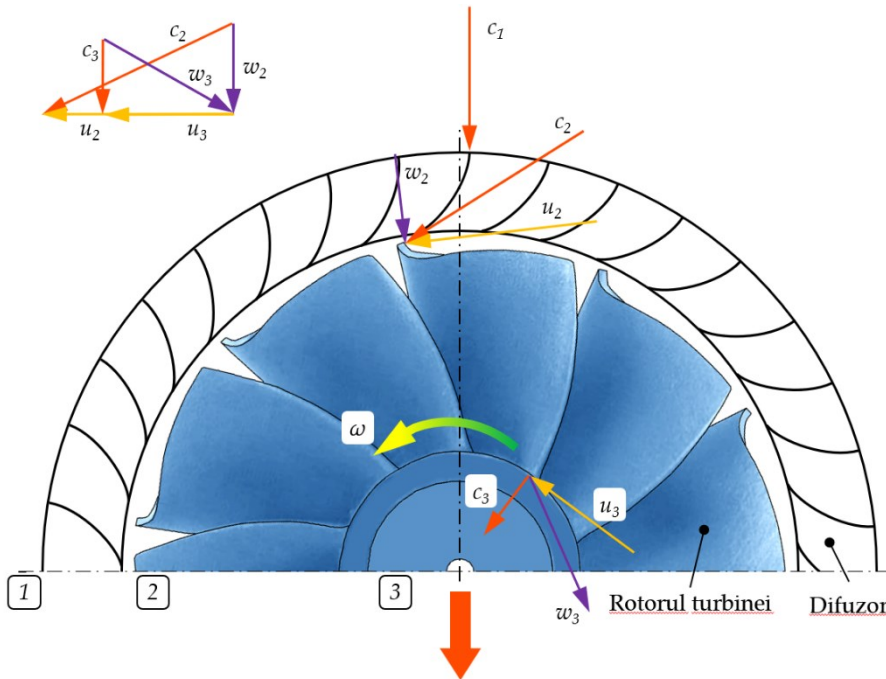 c2
c3
w3
w2
u2
u3
c1
c2
w2
u2
ω
c3
u3
1
2
3
w3
Rotorul turbinei
Difuzor